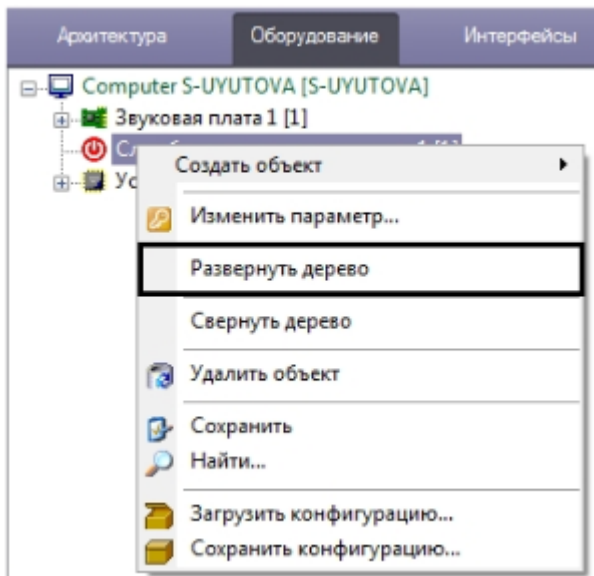 Архитектура Оборудование Интерфейсы
Computer S-UYUTOVA [S-UYUTOVA]
Звуковая плата 1 [1]
Создать объект
Изменить параметр...
Развернуть дерево
Свернуть дерево
Удалить объект
Сохранить
Найти...
Загрузить конфигурацию...
Сохранить конфигурацию...